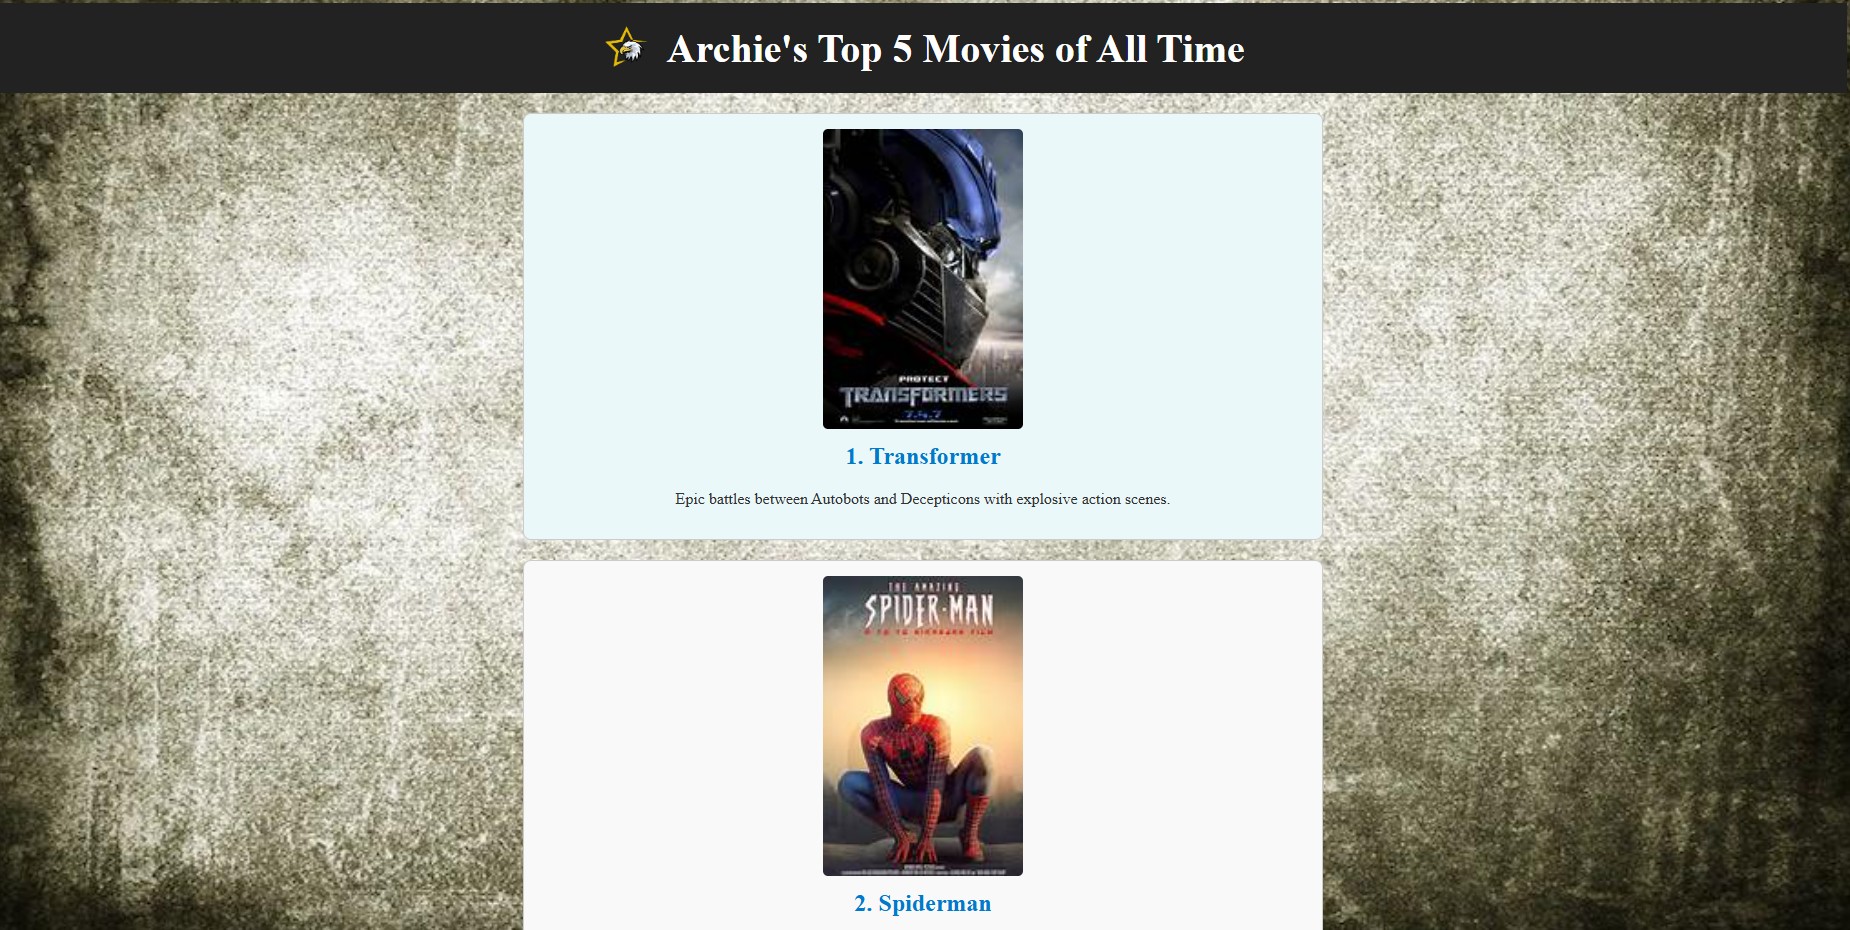 Archie's Top 5 Movies of All Time
PROTECT
TRANSFORMERS
7.4.7
1. Transformer
Epic battles between Autobots and Decepticons with explosive action scenes.
THE AMAZING
SPIDER-MAN
2. Spiderman